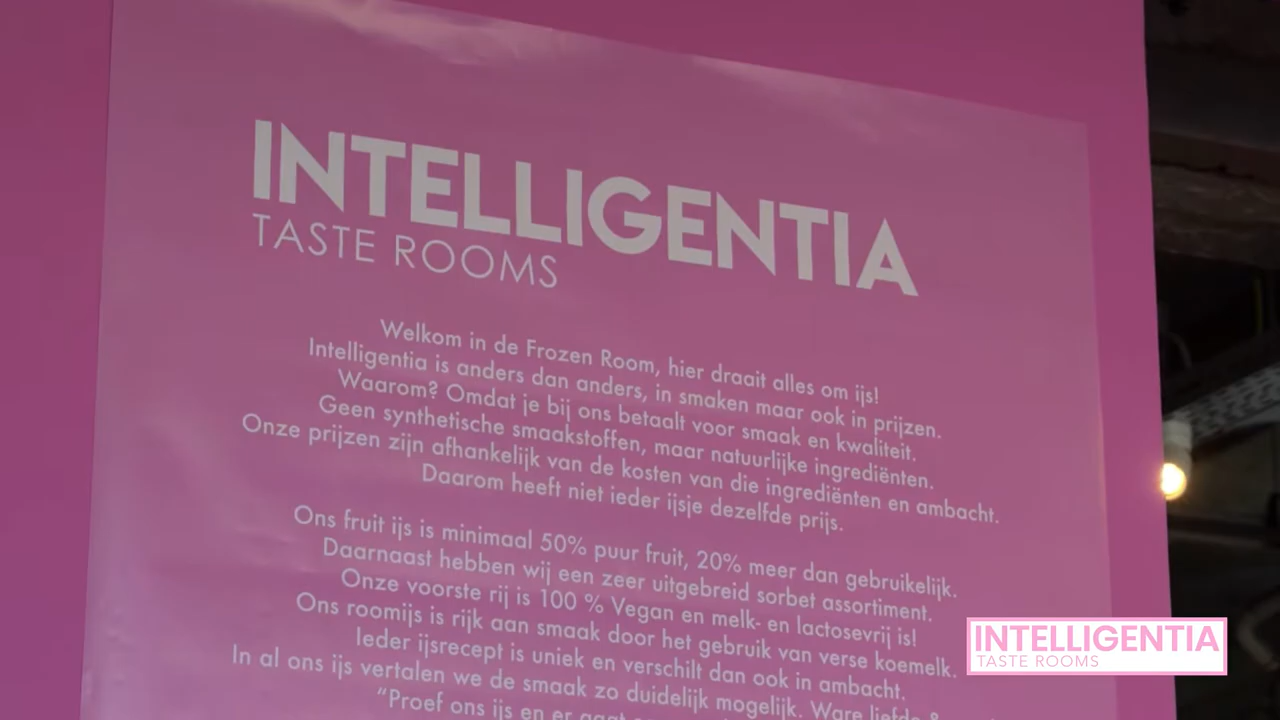 INTELLIGENTIA
TASTE ROOMS
Welkom in de Frozen Room, hier draait alles om ijs!
Intelligentia is anders dan anders, in smaken maar ook in prijzen.
Waarom? Omdat je bij ons betaalt voor smaak en kwaliteit.
Geen synthetische smaakstoffen, maar natuurlijke ingrediënten.
Onze prijzen zijn afhankelijk van de kosten van die ingrediënten en ambacht.
Daarom heeft niet ieder ijsje dezelfde prijs.
Ons fruit ijs is minimaal 50% puur fruit, 20% meer dan gebruikelijk.
Daarnaast hebben wij een zeer uitgebreid sorbet assortiment.
Onze voorste rij is 100 % Vegan en melk- en lactosevrij is!
Ons roomijs is rijk aan smaak door het gebruik van verse koemelk.
Ieder ijsrecept is uniek en verschilt dan ook in ambacht.
In al ons ijs vertalen we de smaak zo duidelijk mogelijk. Ware liefde &
"Proef ons ijs en er gaat
INTELLIGENTIA
TASTE ROOMS